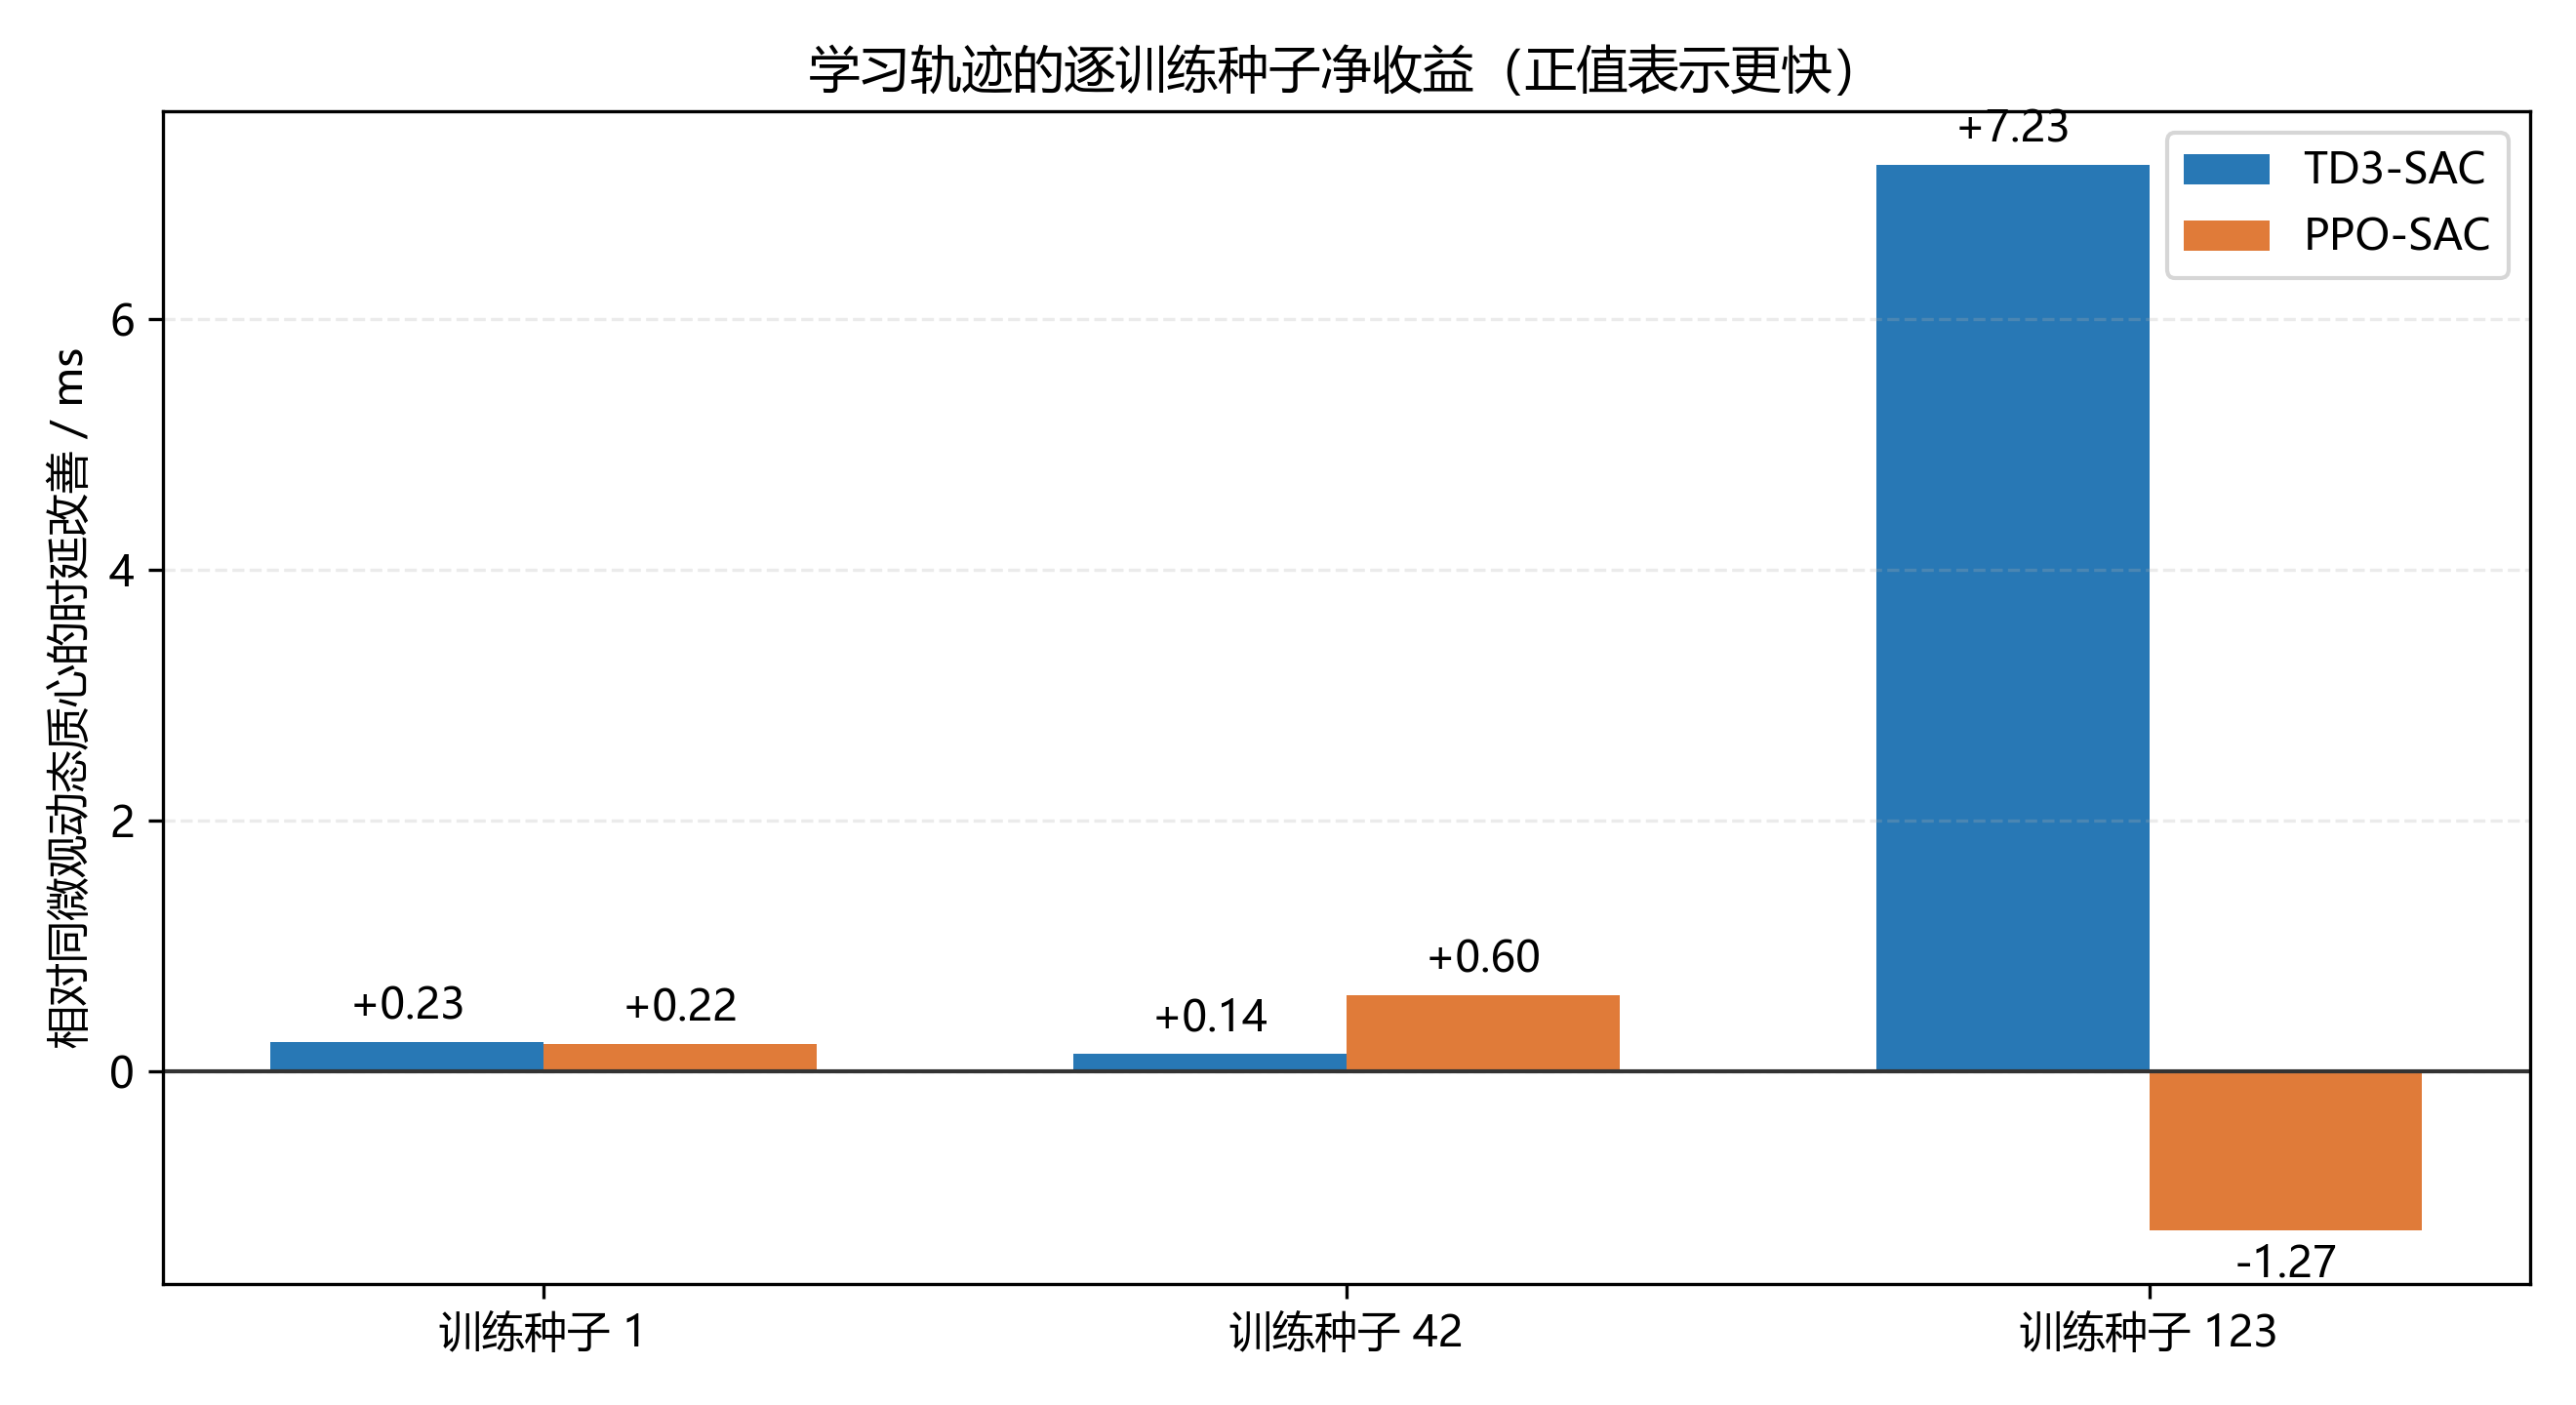 学习轨迹的逐训练种子净收益（正值表示更快）
相对同微观动态质心的时延改善 / ms
6
4
2
0
+0.23
+0.22
+0.14
+0.60
+7.23
-1.27
TD3-SAC
PPO-SAC
训练种子 1
训练种子 42
训练种子 123